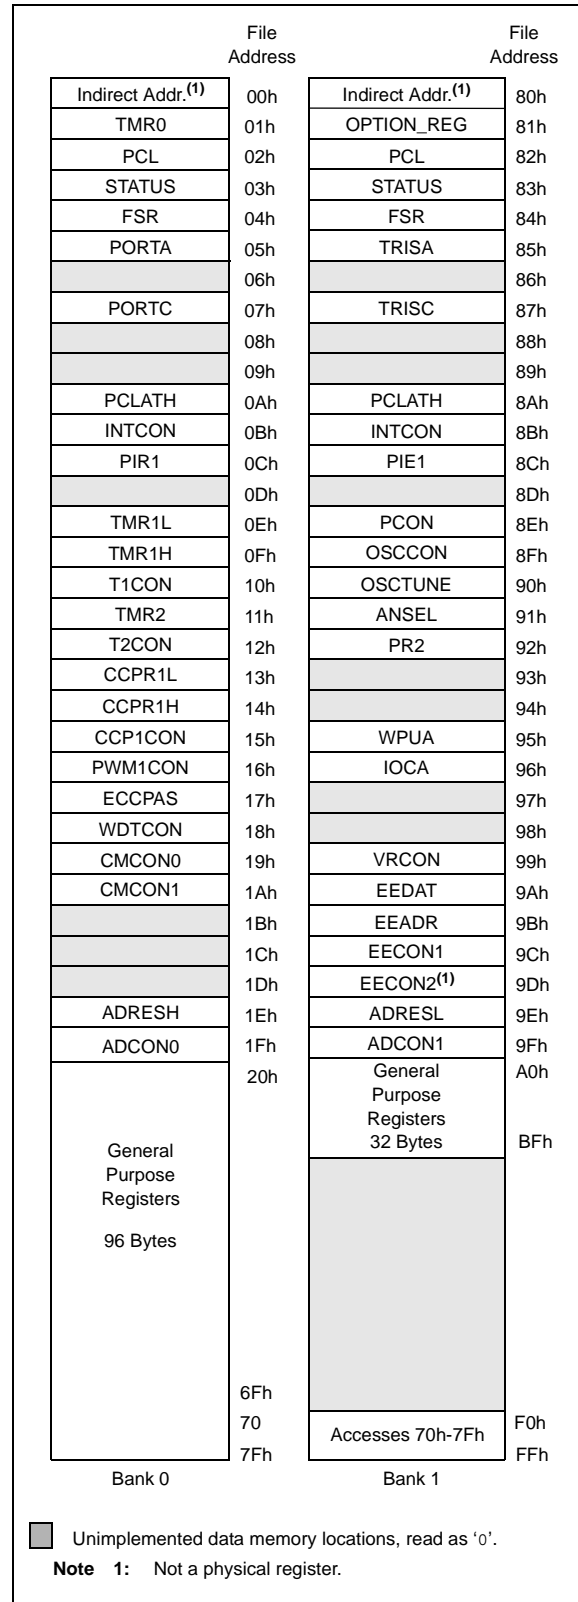 File Address File Address
Indirect Addr.(1) 00h Indirect Addr.(1) 80h
TMR0 01h OPTION_REG 81h
PCL 02h PCL 82h
STATUS 03h STATUS 83h
FSR 04h FSR 84h
PORTA 05h TRISA 85h
06h 86h
PORTC 07h TRISC 87h
08h 88h
09h 89h
PCLATH 0Ah PCLATH 8Ah
INTCON 0Bh INTCON 8Bh
PIR1 0Ch PIE1 8Ch
0Dh 8Dh
TMR1L 0Eh PCON 8Eh
TMR1H 0Fh OSCCON 8Fh
T1CON 10h OSCTUNE 90h
TMR2 11h ANSEL 91h
T2CON 12h PR2 92h
CCPR1L 13h 93h
CCPR1H 14h 94h
CCP1CON 15h WPUA 95h
PWM1CON 16h IOCA 96h
ECCPAS 17h 97h
WDTCON 18h 98h
CMCON0 19h VRCON 99h
CMCON1 1Ah EEDAT 9Ah
1Bh EEADR 9Bh
1Ch EECON1 9Ch
1Dh EECON2(1) 9Dh
ADRESH 1Eh ADRESL 9Eh
ADCON0 1Fh ADCON1 9Fh
20h General A0h
Purpose
Registers
General 32 Bytes BFh
Purpose
Registers
96 Bytes
6Fh
70 Accesses 70h-7Fh F0h
7Fh FFh
Bank 0 Bank 1
Unimplemented data memory locations, read as ‘0’.
Note 1: Not a physical register.